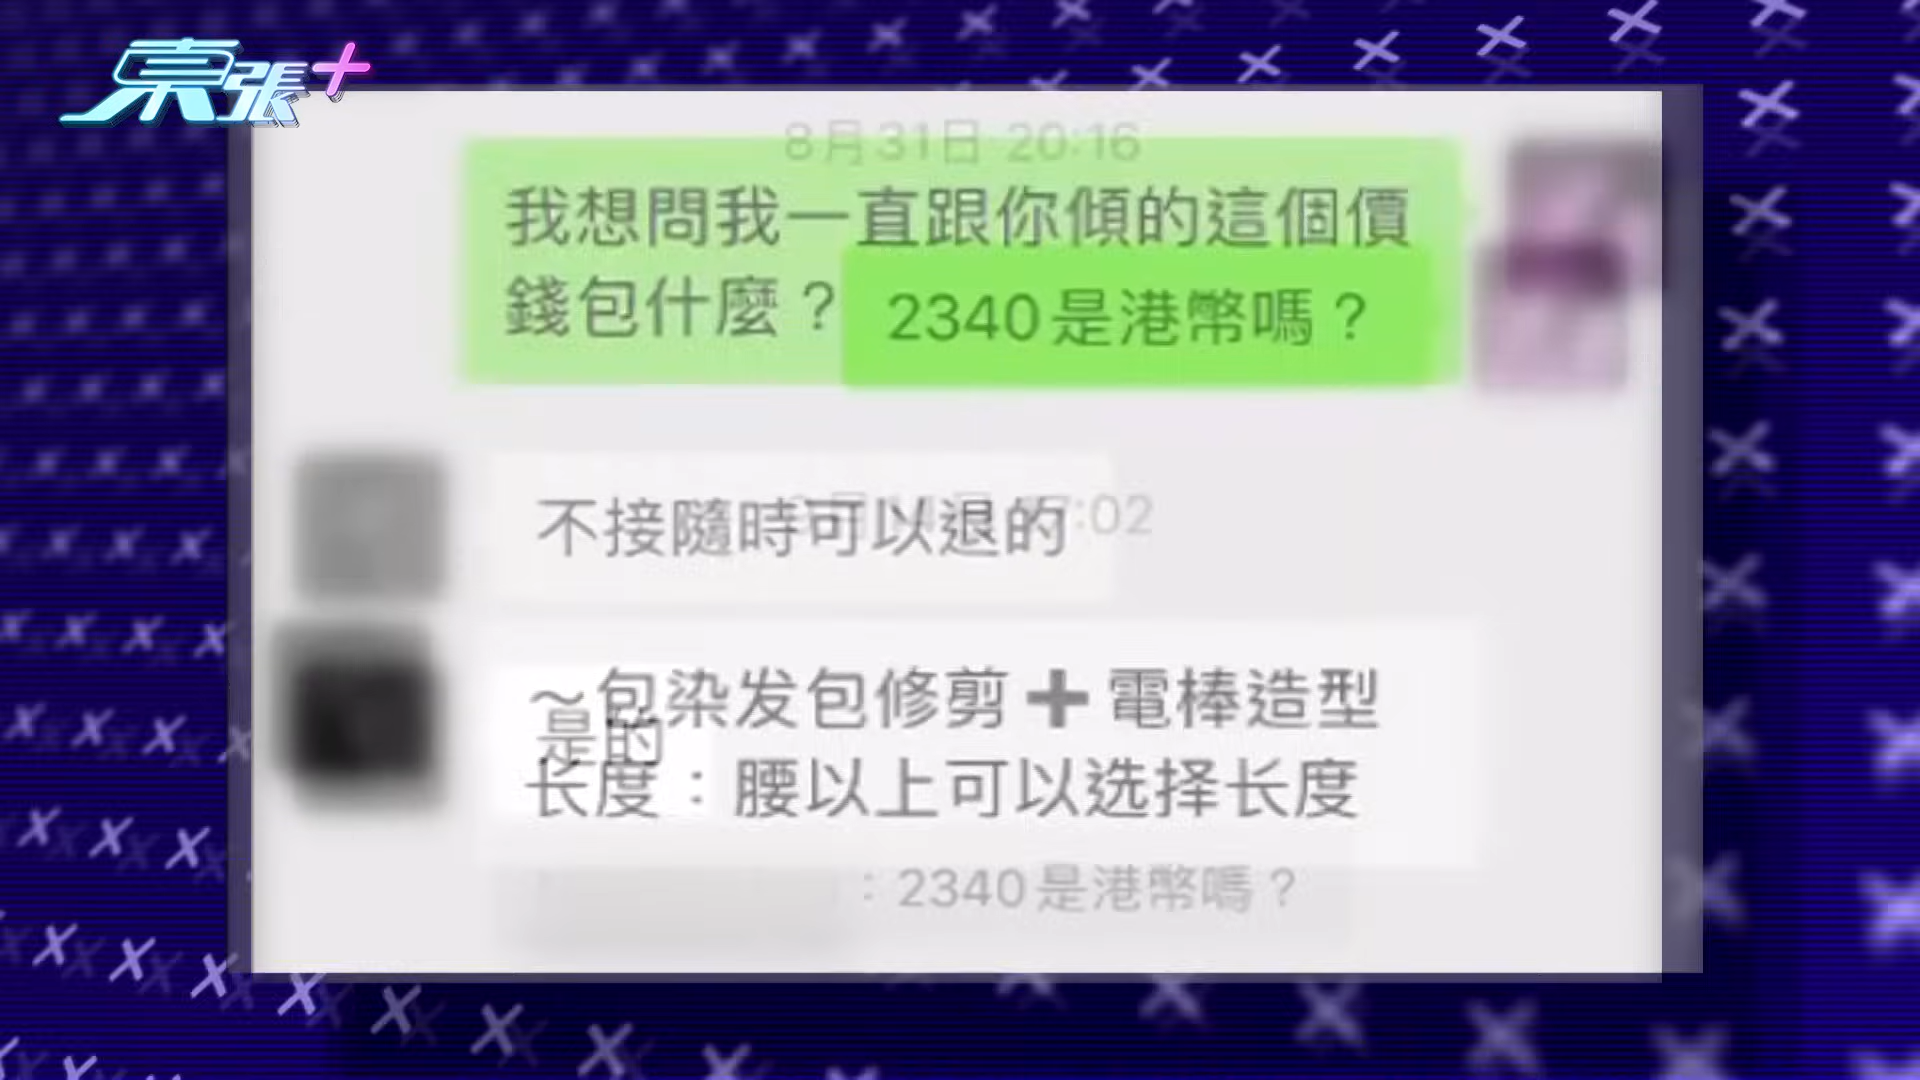 東張+
8月31日 20:16
我想問我一直跟你傾的這個價
錢包什麼？
2340是港幣嗎？
不接隨時可以退的
:02
～包染发包修剪➕電棒造型
是的
长度：腰以上可以选择长度
：2340是港幣嗎？